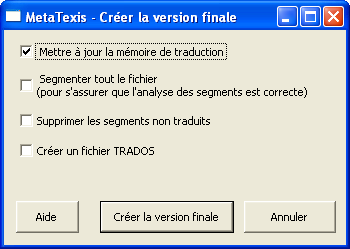 MetaTexis - Créer la version finale
Mettre à jour la mémoire de traduction
Segmenter tout le fichier
(pour s'assurer que l'analyse des segments est correcte)
Supprimer les segments non traduits
Créer un fichier TRADOS
Aide
Créer la version finale
Annuler